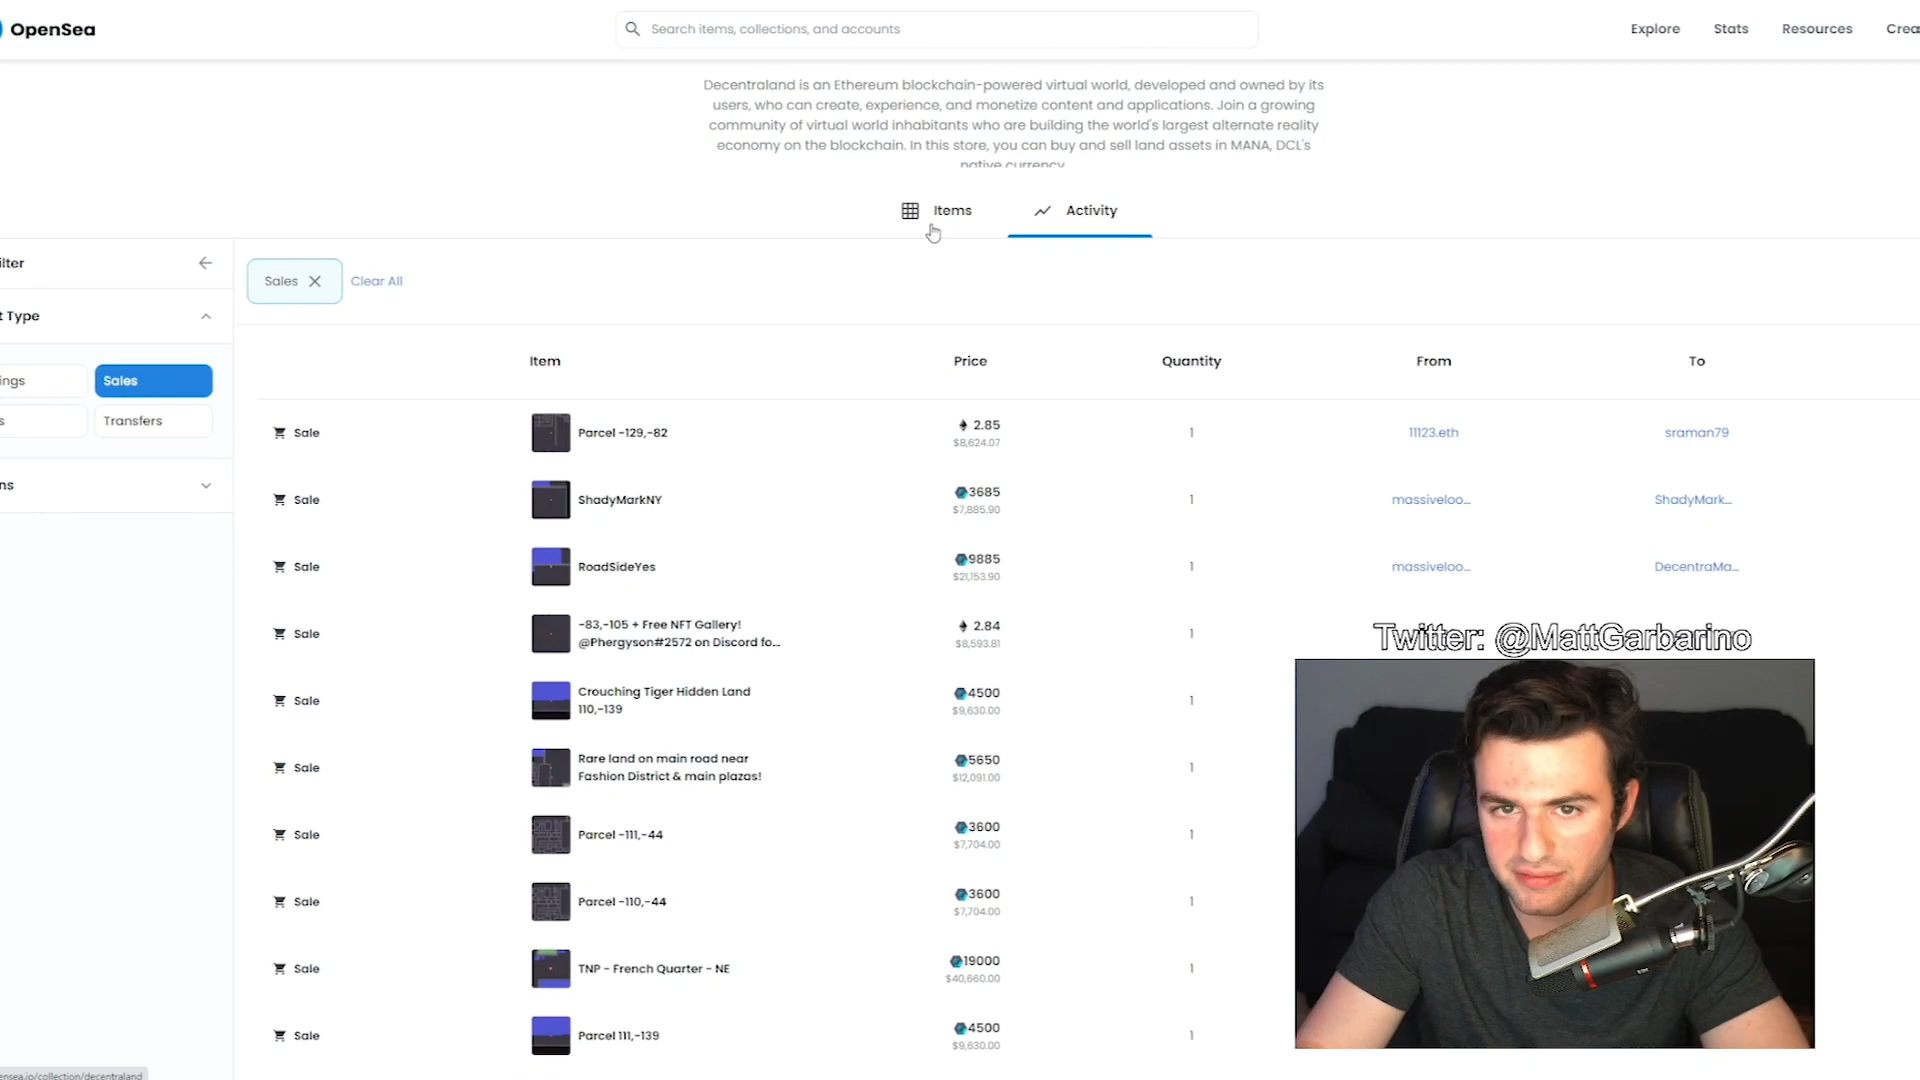 OpenSea
Search items, collections, and accounts
Explore
Stats
Resources
Decentraland is an Ethereum blockchain-powered virtual world, developed and owned by its
users, who can create, experience, and monetize content and applications. Join a growing
community of virtual world inhabitants who are building the world's largest alternate reality
economy on the blockchain. In this store, you can buy and sell land assets in MANA, DCL's
native currency
Items
Activity
ilter
Sales
Clear All
t Type
ings
Sales
s
Transfers
ns
Item
Price
Quantity
From
To
Sale
Parcel -129,-82
2.85
$8,624.07
1
11123.eth
sraman79
Sale
ShadyMarkNY
3685
$7,885.90
1
massiveloo...
ShadyMark...
Sale
RoadSideYes
9885
$21,153.90
1
massiveloo...
DecentraMa...
Sale
-83,-105 + Free NFT Gallery!
@Phergyson#2572 on Discord fo...
2.84
$8,593.81
1
Twitter: @MattGarbarino
Sale
Crouching Tiger Hidden Land
110,-139
4500
$9,630.00
1
Sale
Rare land on main road near
Fashion District & main plazas!
5650
$12,091.00
1
Sale
Parcel -111,-44
3600
$7,704.00
1
Sale
Parcel -110,-44
3600
$7,704.00
1
Sale
TNP - French Quarter - NE
19000
$40,660.00
1
Sale
Parcel 111,-139
4500
$9,630.00
1
ensea.io/collection/decentraland